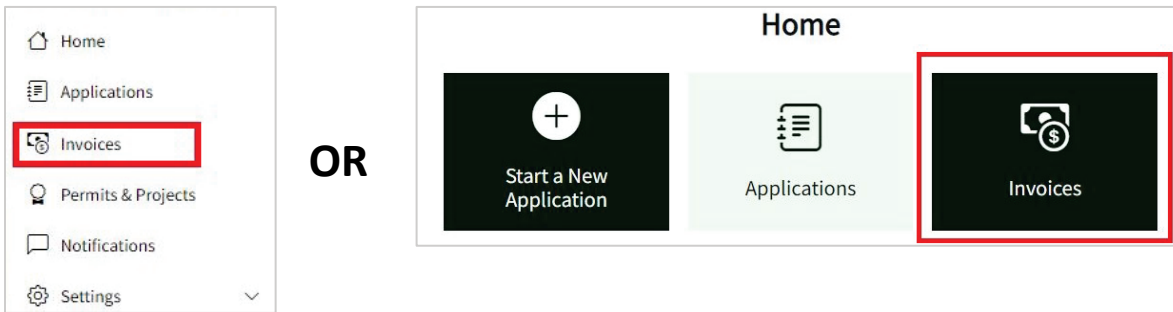 Home
Applications
Invoices
Permits & Projects
Notifications
Settings
OR
Home
Start a New
Application
Applications
Invoices